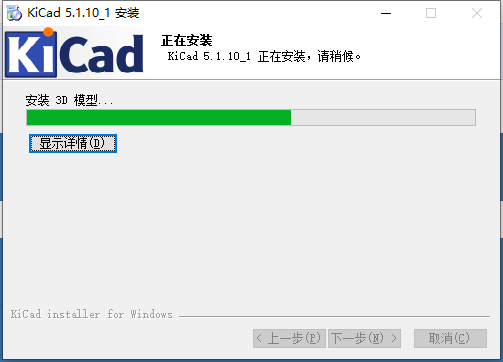 KiCad 5.1.10_1 安装
KiCad
正在安装
KiCad 5.1.10_1 正在安装，请稍候。
安装 3D 模型...
显示详情(D)
KiCad installer for Windows
< 上一步(P)
下一步(N) >
取消(C)